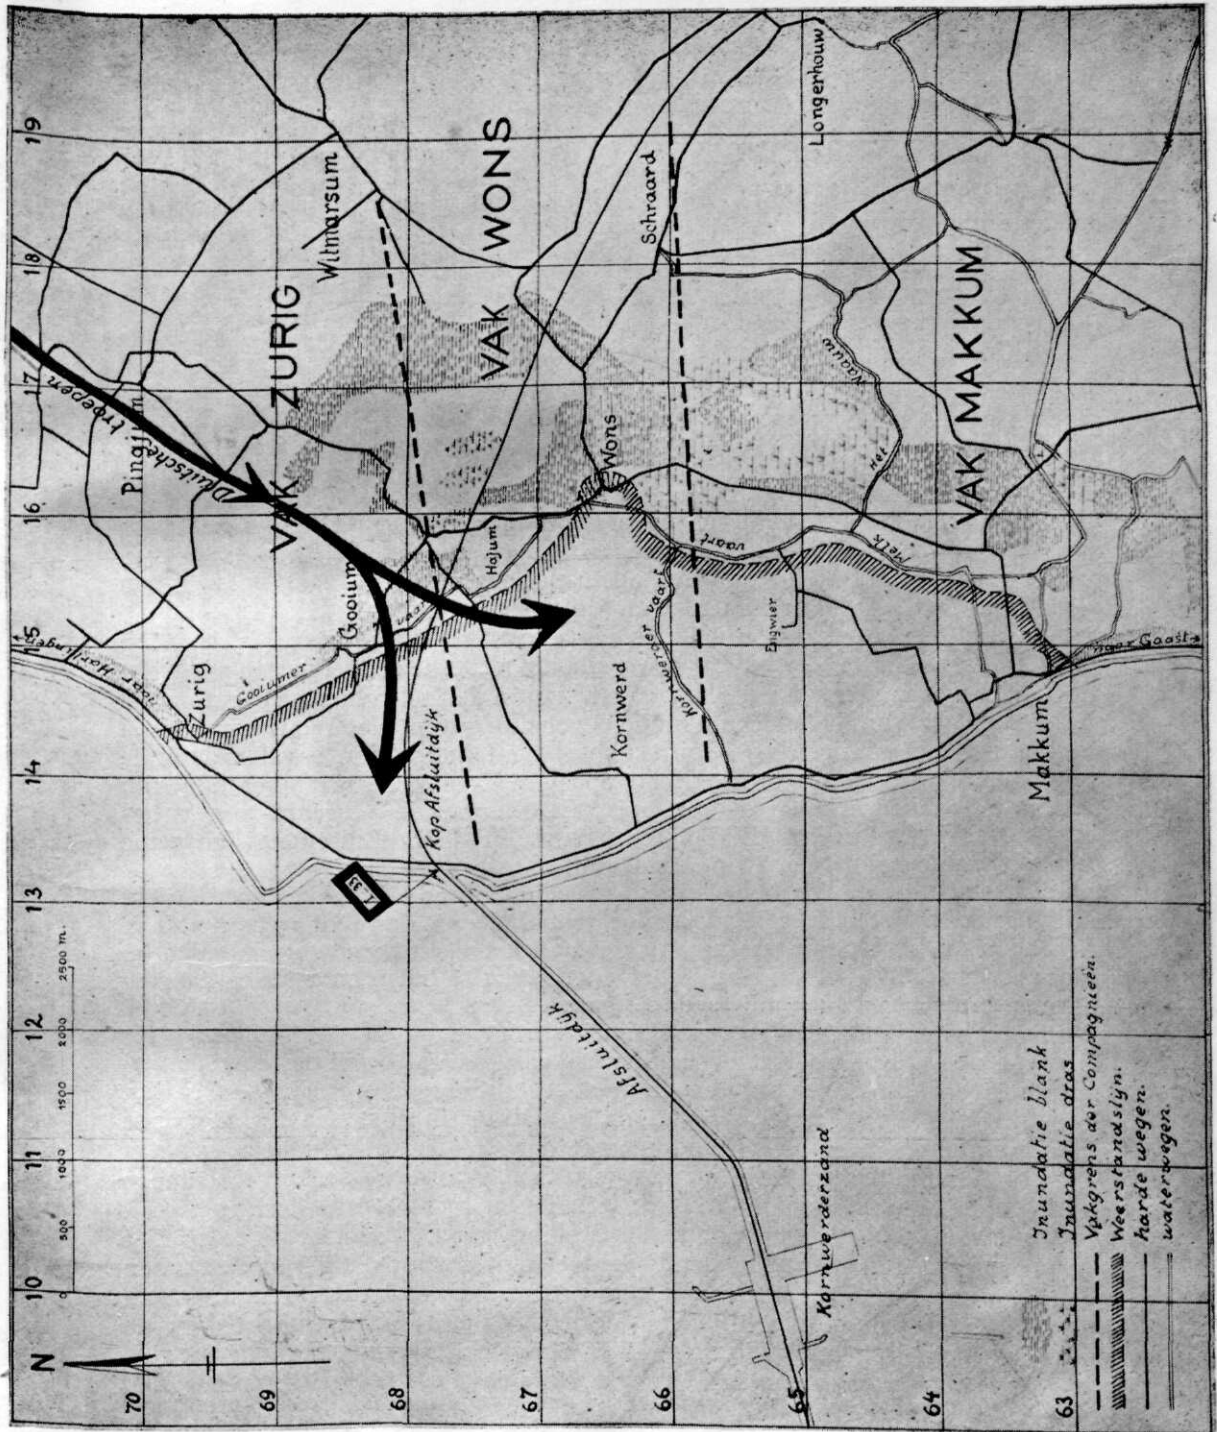 N
10
11
12
13
14
15
16
17
18
19
0
500
1000
1500
2000
2500 m.
70
69
68
67
66
65
64
63
Duitsche troepen
VAK ZURIG
VAK WONS
VAK MAKKUM
Witmarsum
Schraard
Longerhouw
Wons
Hajum
Gooium
Gooiumer vaart
Zurig
naar Harlingen
Kop Afsluitdijk
Kornwerd
Kornwerder vaart
Engwier
Melk vaart
Het Naauw
Makkum
naar Gaast
Afsluitdijk
Kornwerderzand
Inundatie blank
Inundatie dras
Vakgrens der Compagnieën.
Weerstandslijn.
harde wegen.
waterwegen.